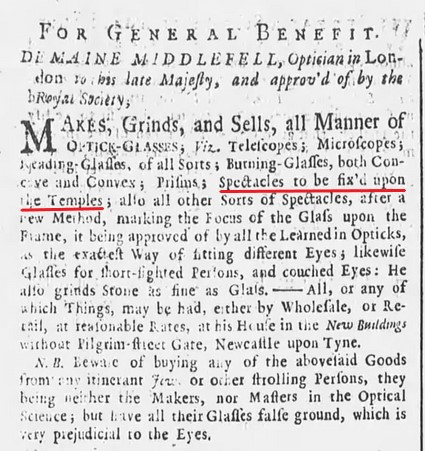 FOR GENERAL BENEFIT.
DEMAINE MIDDLEFELL, Optician in Lon-
don to his late Majeſty, and approv'd of by the
Royal Society;
MAKES, Grinds, and Sells, all Manner of
OPTICK-GLASSES; Viz. Teleſcopes; Microſcopes;
Reading-Glaſſes, of all Sorts; Burning-Glaſſes, both Con-
cave and Convex; Priſms; Spectacles to be fix'd upon
the Temples; alſo all other Sorts of Spectacles, after a
new Method, marking the Focus of the Glaſs upon the
Frame, it being approved of by all the Learned in Opticks,
as the exacteſt Way of fitting different Eyes; likewiſe
Glaſſes for ſhort-ſighted Perſons, and couched Eyes: He
alſo grinds Stone as fine as Glaſs. — All, or any of
which Things, may be had, either by Wholeſale, or Re-
tail, at reaſonable Rates, at his Houſe in the New Buildings
without Pilgrim-ſtreet Gate, Newcaſtle upon Tyne.
N. B. Beware of buying any of the aboveſaid Goods
from any itinerant Jew, or other ſtrolling Perſons, they
being neither the Makers, nor Maſters in the Optical
Science; but have all their Glaſſes falſe ground, which is
very prejudicial to the Eyes.